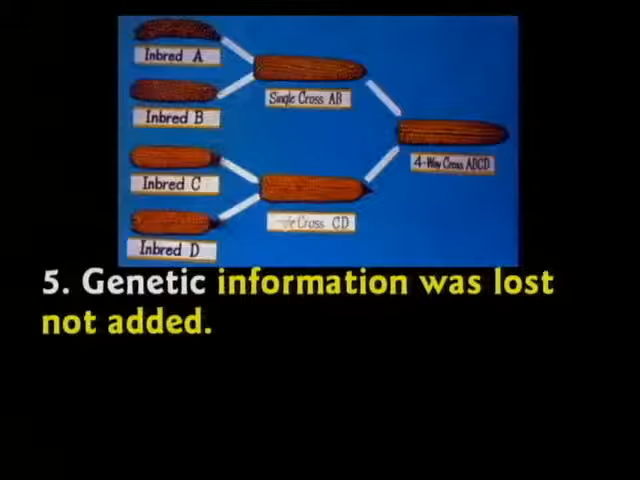 Inbred A
Inbred B
Single Cross AB
4-Way Cross ABCD
Inbred C
Cross CD
Inbred D
5. Genetic information was lost
not added.